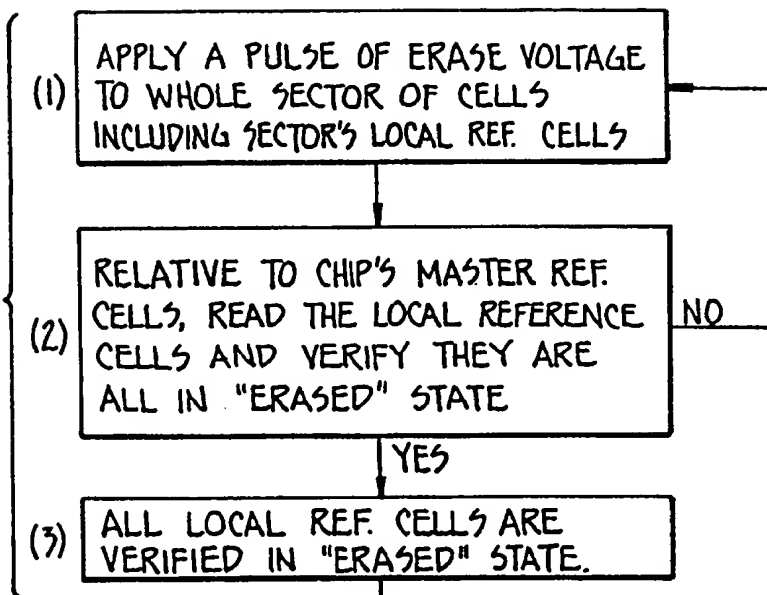 (1)
APPLY A PULSE OF ERASE VOLTAGE
TO WHOLE SECTOR OF CELLS
INCLUDING SECTOR'S LOCAL REF. CELLS
(2)
RELATIVE TO CHIP'S MASTER REF.
CELLS, READ THE LOCAL REFERENCE
CELLS AND VERIFY THEY ARE
ALL IN "ERASED" STATE
NO
YES
(3)
ALL LOCAL REF. CELLS ARE
VERIFIED IN "ERASED" STATE.